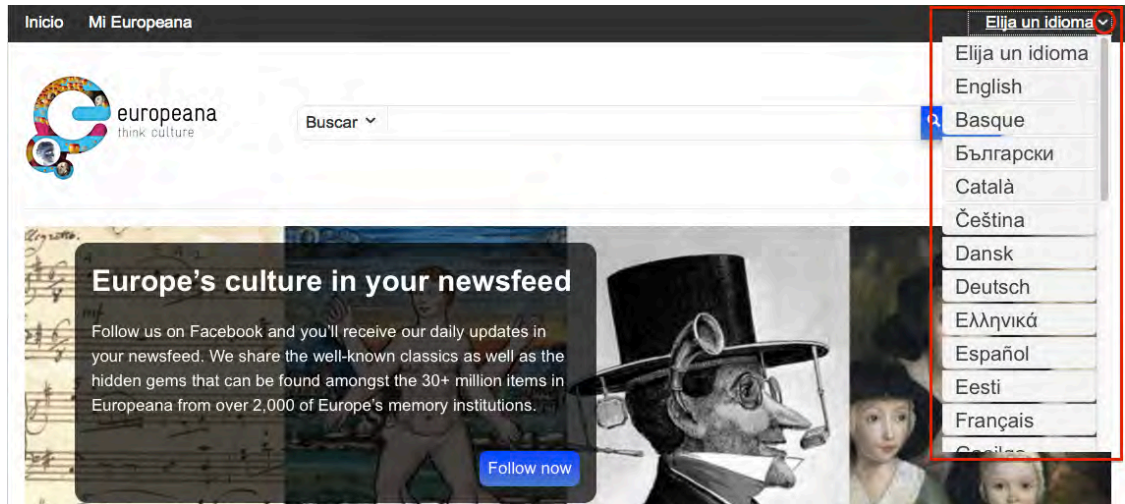 Inicio Mi Europeana Elija un idioma
Elija un idioma
English
Basque
Български
Català
Čeština
Dansk
Deutsch
Ελληνικά
Español
Eesti
Français
europeana
think culture
Buscar
Allegretto.
mf
Europe's culture in your newsfeed
Follow us on Facebook and you'll receive our daily updates in
your newsfeed. We share the well-known classics as well as the
hidden gems that can be found amongst the 30+ million items in
Europeana from over 2,000 of Europe's memory institutions.
Follow now